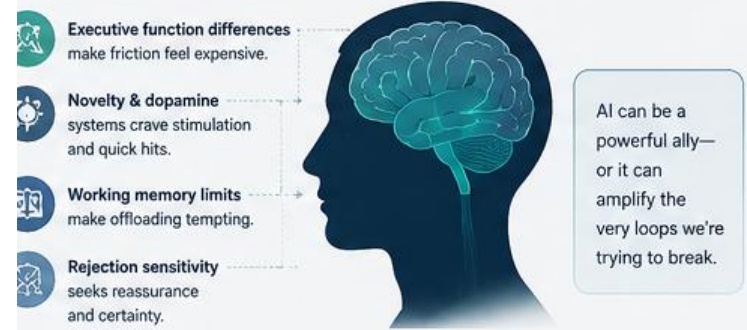 Executive function differences
make friction feel expensive.
Novelty & dopamine
systems crave stimulation
and quick hits.
Working memory limits
make offloading tempting.
Rejection sensitivity
seeks reassurance
and certainty.
AI can be a
powerful ally—
or it can
amplify the
very loops we're
trying to break.